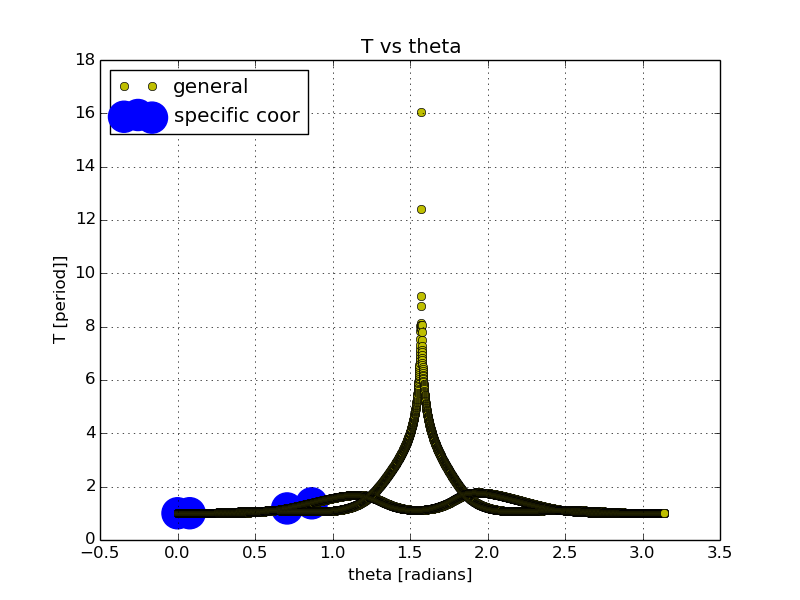 T vs theta
18
16
14
12
10
8
6
4
2
0
T [period]]
general
specific coor
−0.5 0.0 0.5 1.0 1.5 2.0 2.5 3.0 3.5
theta [radians]